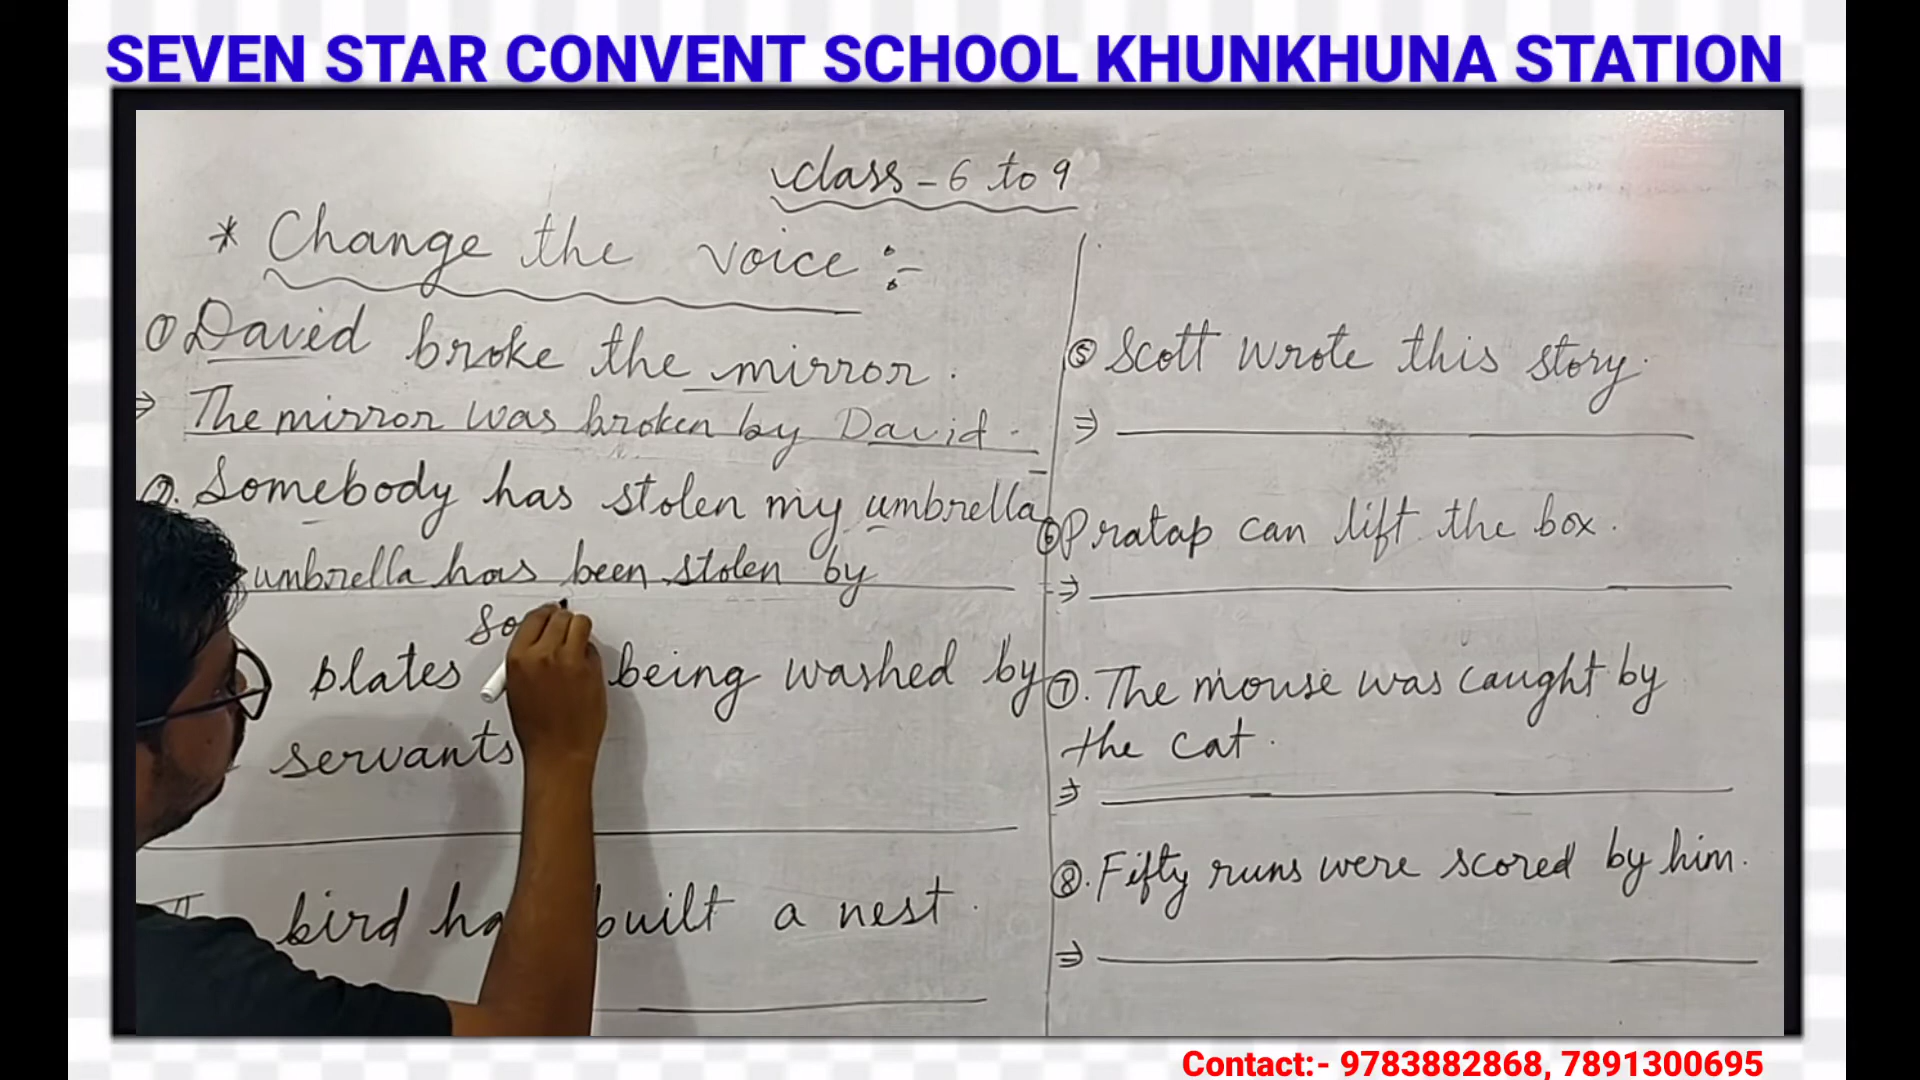 SEVEN STAR CONVENT SCHOOL KHUNKHUNA STATION
class - 6 to 9
* Change the voice :-
① David broke the mirror.
⇒ The mirror was broken by David.
2. Somebody has stolen my umbrella
umbrella has been stolen by
so
plates being washed by
servants
bird ha built a nest.
⑤ Scott wrote this story.
⇒
⑥ Pratap can lift the box.
⇒
⑦. The mouse was caught by
the cat.
⇒
⑧. Fifty runs were scored by him.
⇒
Contact:- 9783882868, 7891300695